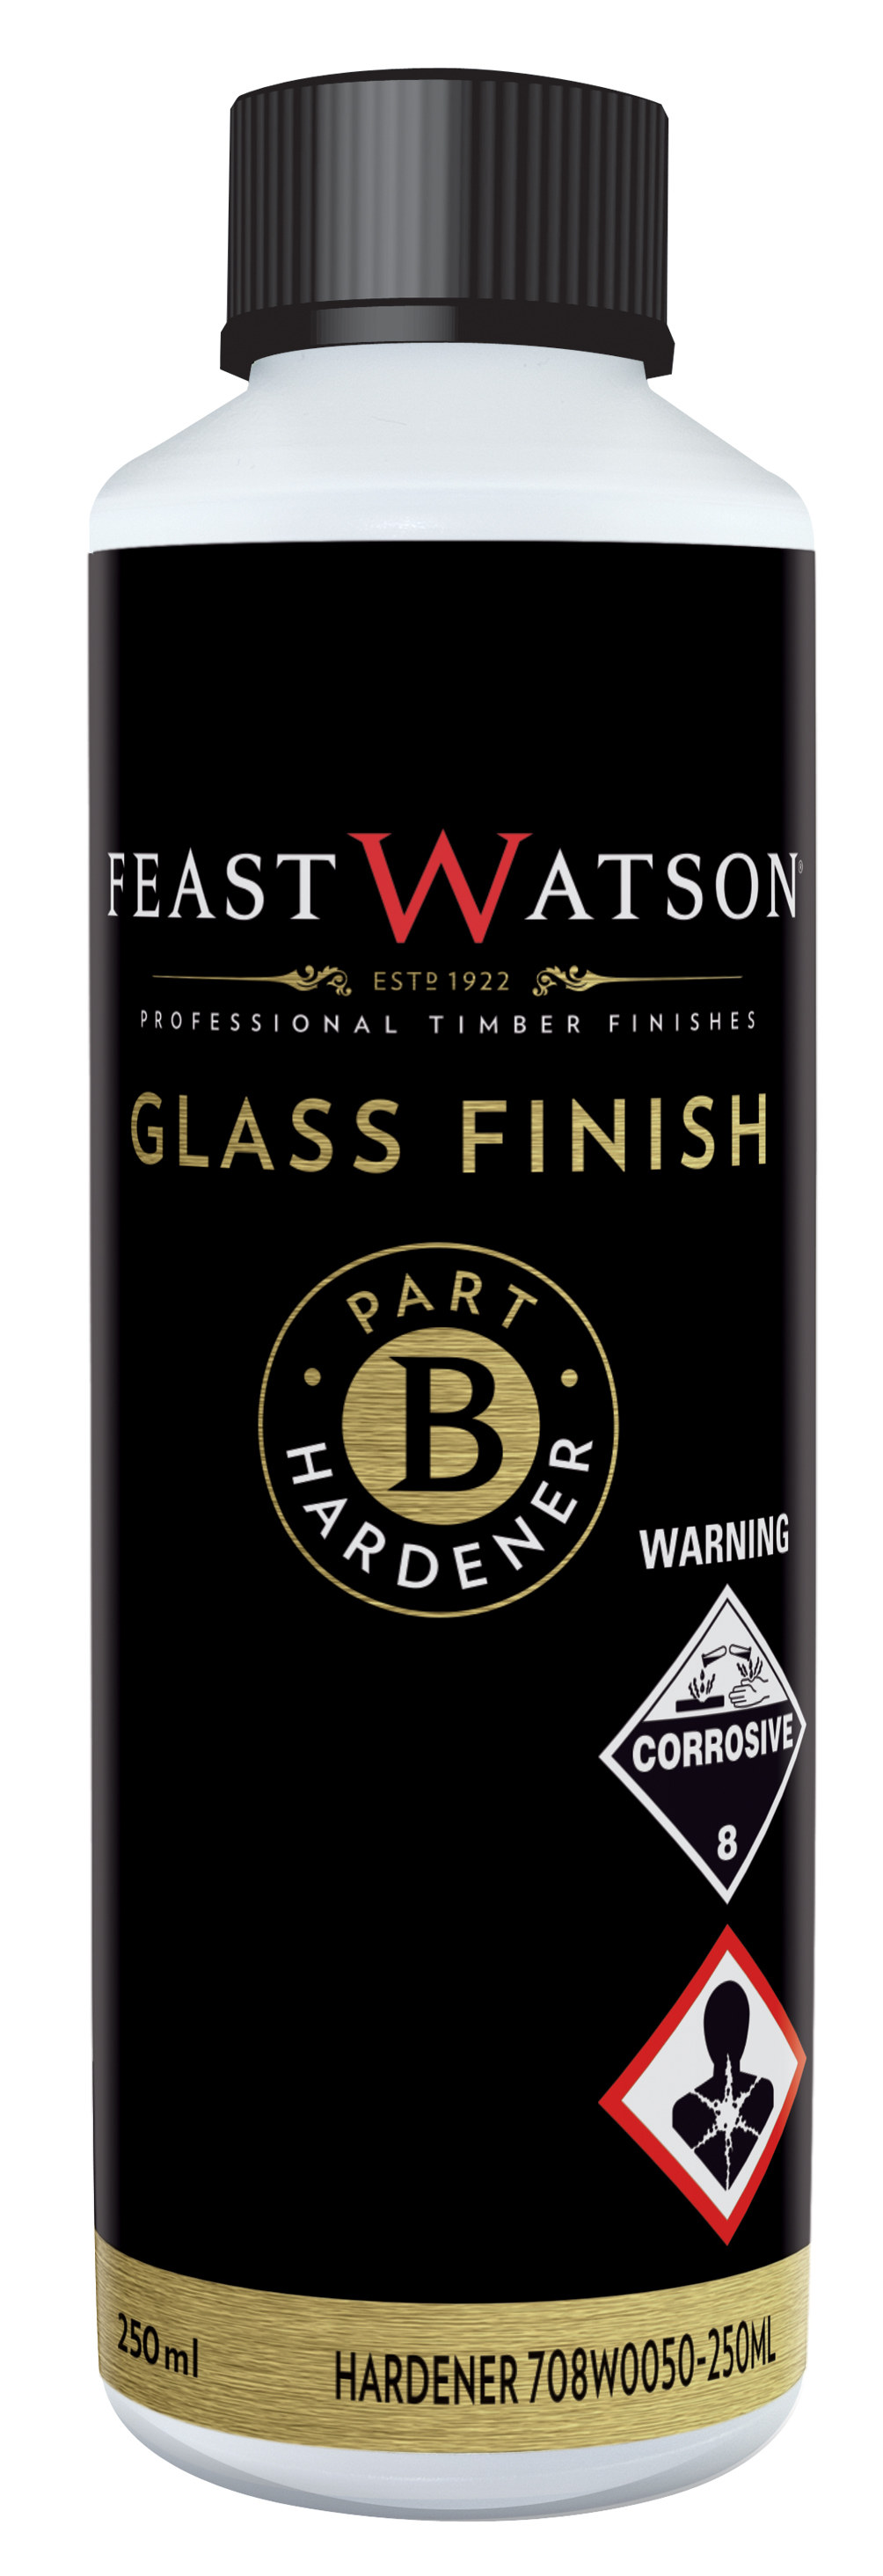 FEAST WATSON®
ESTD 1922
PROFESSIONAL TIMBER FINISHES
GLASS FINISH
PART
B
HARDENER
WARNING
CORROSIVE
8
250 ml
HARDENER 708W0050-250ML